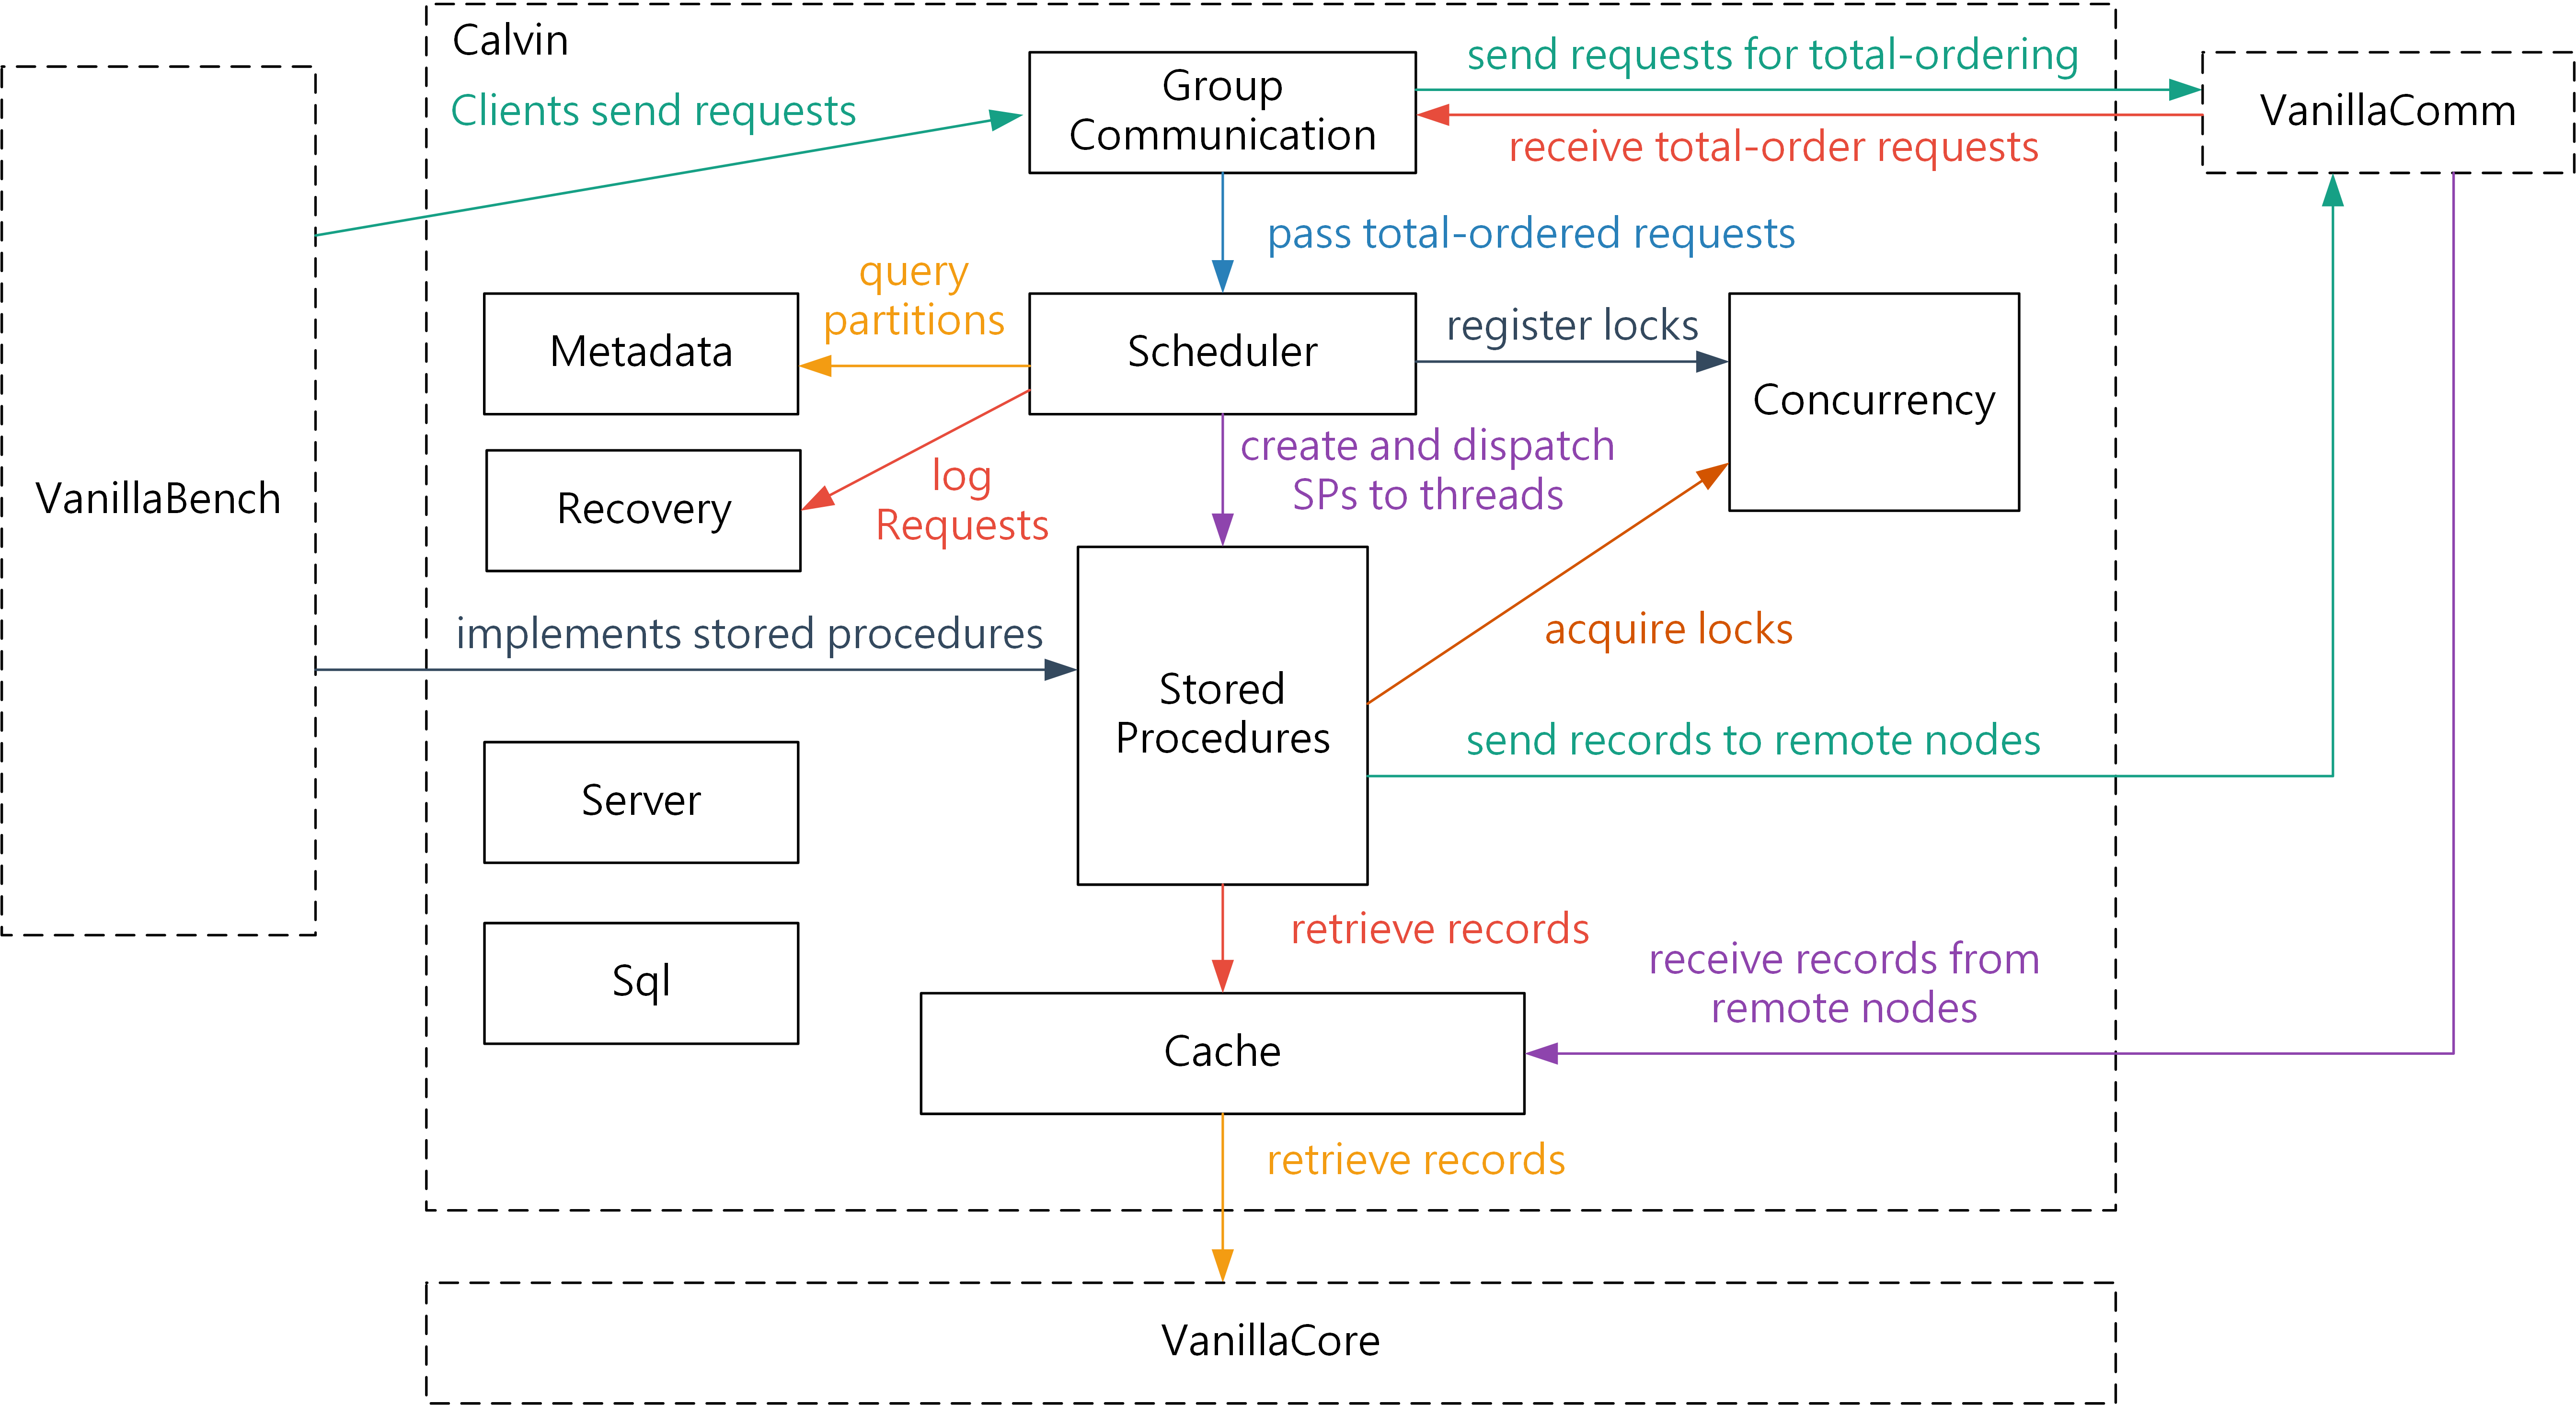 Calvin
Clients send requests
Group
Communication
send requests for total-ordering
receive total-order requests
VanillaComm
pass total-ordered requests
query
partitions
Metadata
Scheduler
register locks
Concurrency
Recovery
log
Requests
create and dispatch
SPs to threads
VanillaBench
implements stored procedures
Stored
Procedures
acquire locks
send records to remote nodes
Server
Sql
retrieve records
receive records from
remote nodes
Cache
retrieve records
VanillaCore